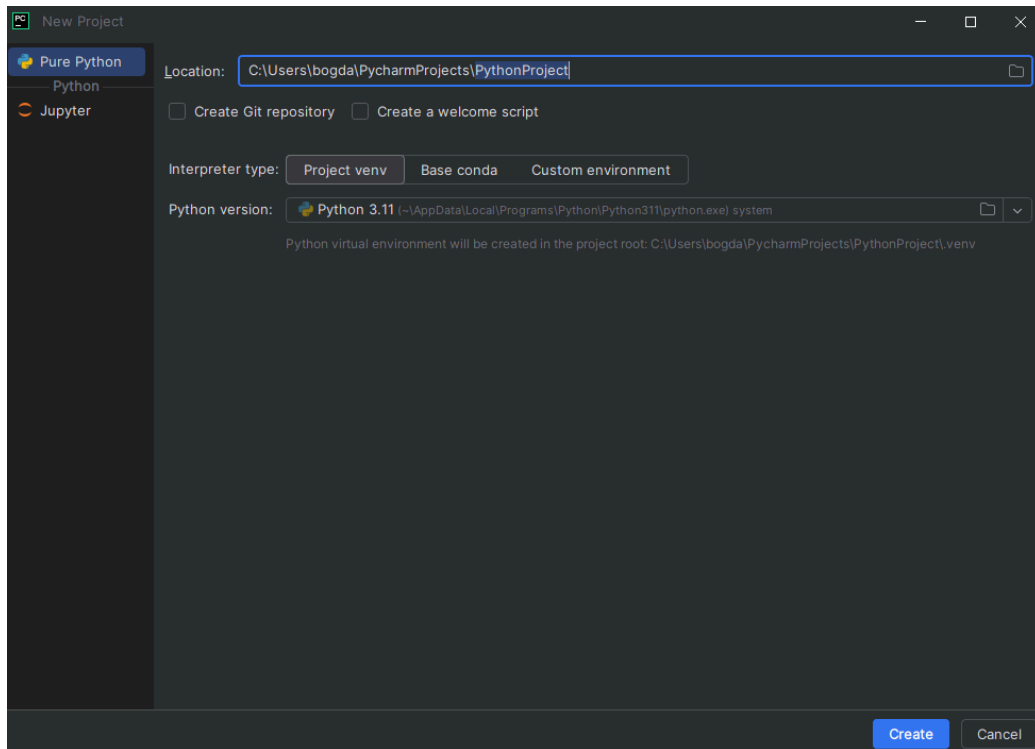 PC New Project
Pure Python
Python
Jupyter
Location: C:\Users\bogda\PycharmProjects\PythonProject
Create Git repository Create a welcome script
Interpreter type: Project venv Base conda Custom environment
Python version: Python 3.11 (~\AppData\Local\Programs\Python\Python311\python.exe) system
Python virtual environment will be created in the project root: C:\Users\bogda\PycharmProjects\PythonProject\.venv
Create Cancel